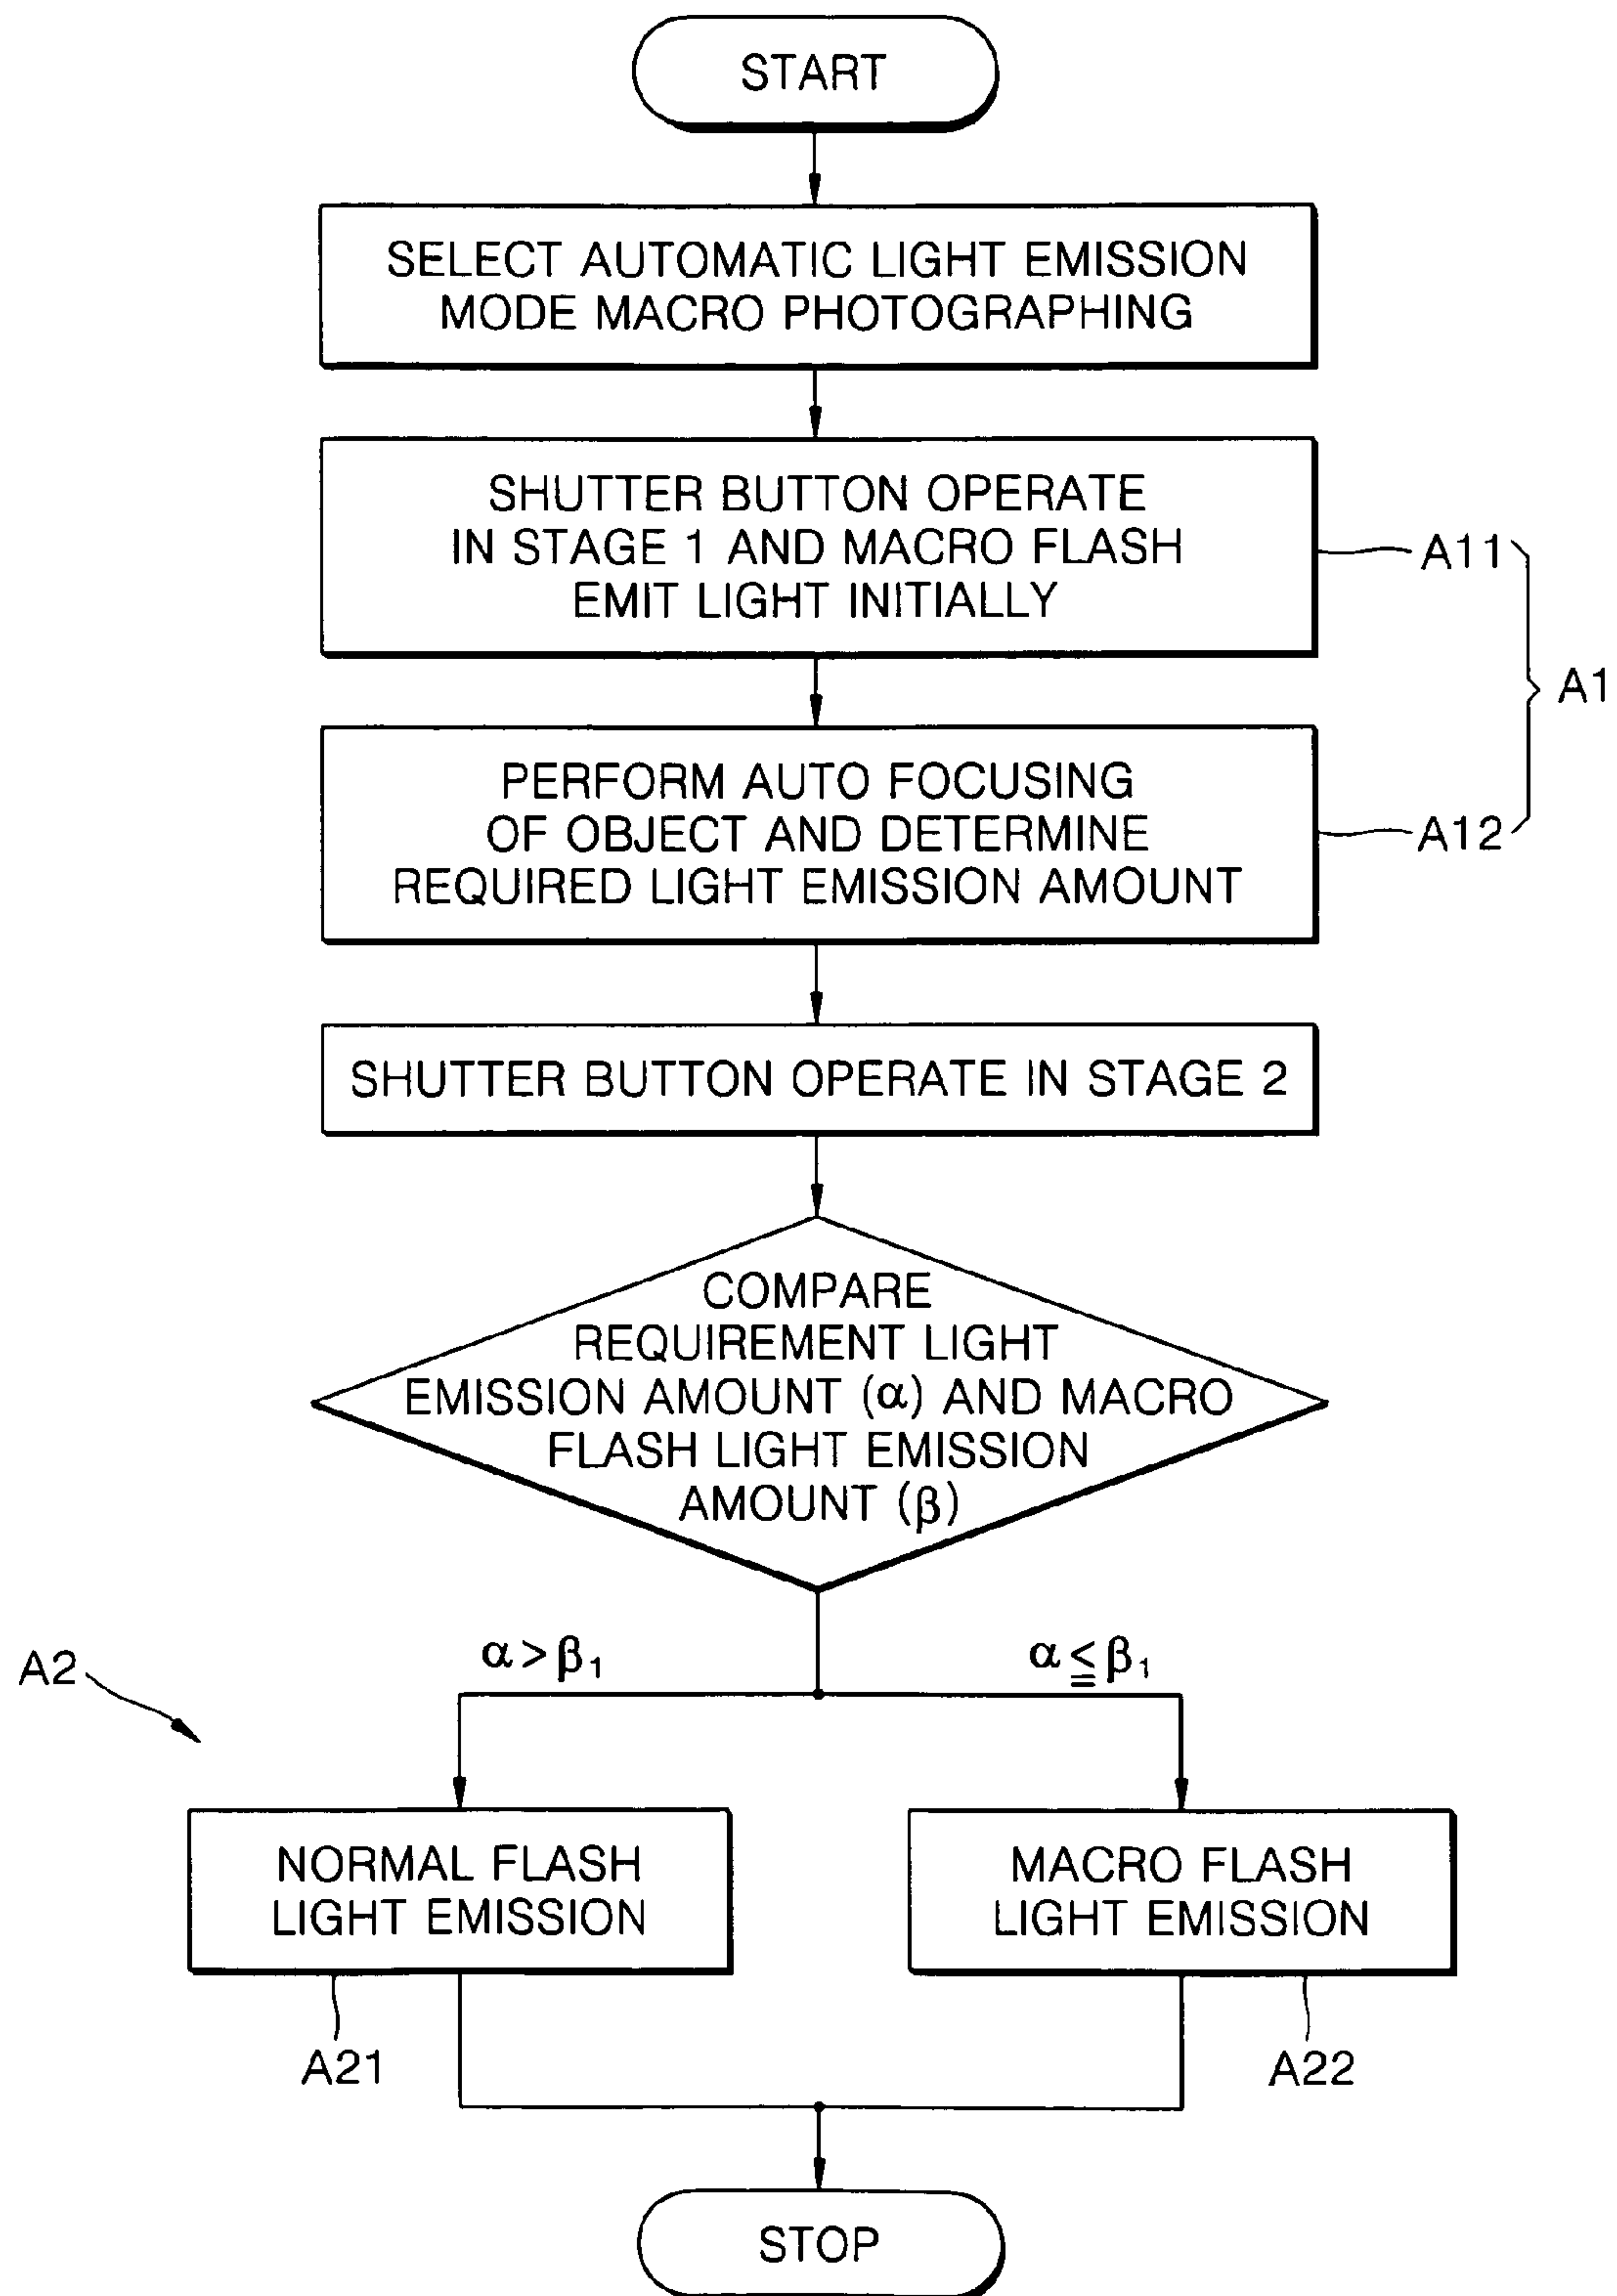 START
SELECT AUTOMATIC LIGHT EMISSION
MODE MACRO PHOTOGRAPHING
SHUTTER BUTTON OPERATE
IN STAGE 1 AND MACRO FLASH
EMIT LIGHT INITIALLY
A11
A1
PERFORM AUTO FOCUSING
OF OBJECT AND DETERMINE
REQUIRED LIGHT EMISSION AMOUNT
A12
SHUTTER BUTTON OPERATE IN STAGE 2
COMPARE
REQUIREMENT LIGHT
EMISSION AMOUNT (α) AND MACRO
FLASH LIGHT EMISSION
AMOUNT (β)
A2
α > β₁
α ≦ β₁
NORMAL FLASH
LIGHT EMISSION
MACRO FLASH
LIGHT EMISSION
A21
A22
STOP